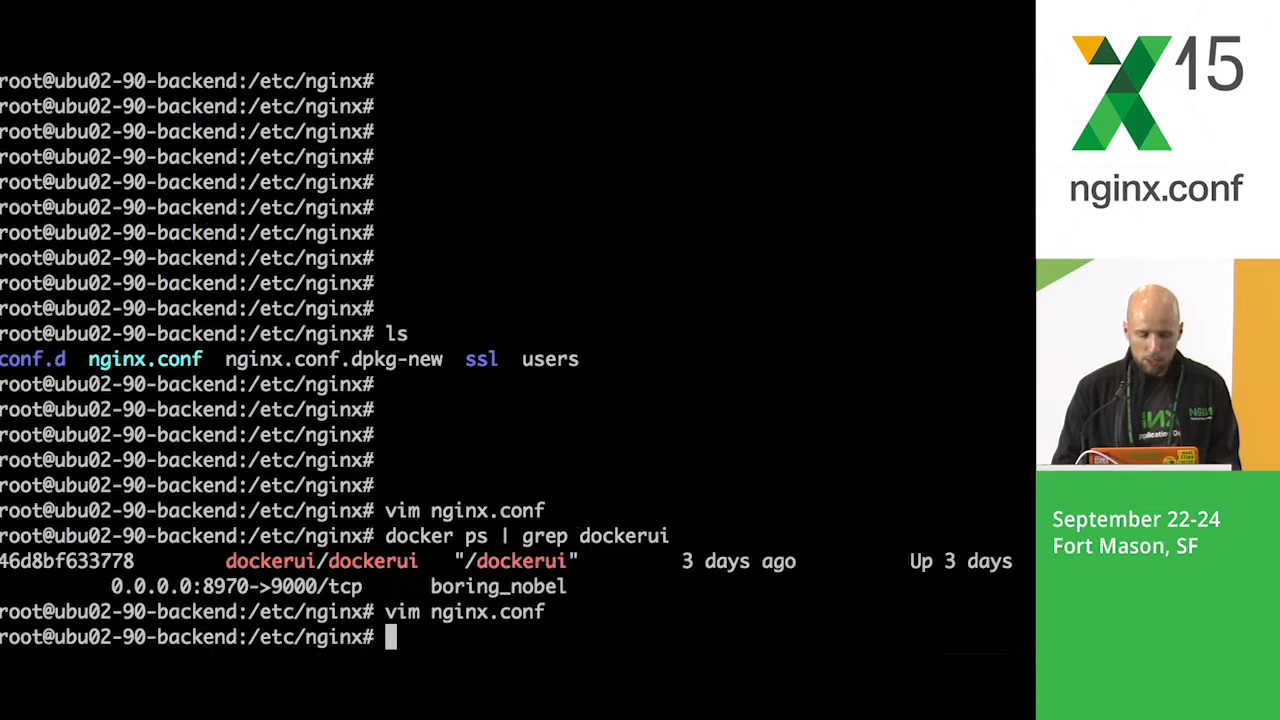 root@ubu02-90-backend:/etc/nginx#
root@ubu02-90-backend:/etc/nginx#
root@ubu02-90-backend:/etc/nginx#
root@ubu02-90-backend:/etc/nginx#
root@ubu02-90-backend:/etc/nginx#
root@ubu02-90-backend:/etc/nginx#
root@ubu02-90-backend:/etc/nginx#
root@ubu02-90-backend:/etc/nginx#
root@ubu02-90-backend:/etc/nginx#
root@ubu02-90-backend:/etc/nginx#
root@ubu02-90-backend:/etc/nginx# ls
conf.d  nginx.conf  nginx.conf.dpkg-new  ssl  users
root@ubu02-90-backend:/etc/nginx#
root@ubu02-90-backend:/etc/nginx#
root@ubu02-90-backend:/etc/nginx#
root@ubu02-90-backend:/etc/nginx#
root@ubu02-90-backend:/etc/nginx#
root@ubu02-90-backend:/etc/nginx# vim nginx.conf
root@ubu02-90-backend:/etc/nginx# docker ps | grep dockerui
46d8bf633778        dockerui/dockerui   "/dockerui"         3 days ago          Up 3 days
0.0.0.0:8970->9000/tcp      boring_nobel
root@ubu02-90-backend:/etc/nginx# vim nginx.conf
root@ubu02-90-backend:/etc/nginx#
15
nginx.conf
September 22-24
Fort Mason, SF